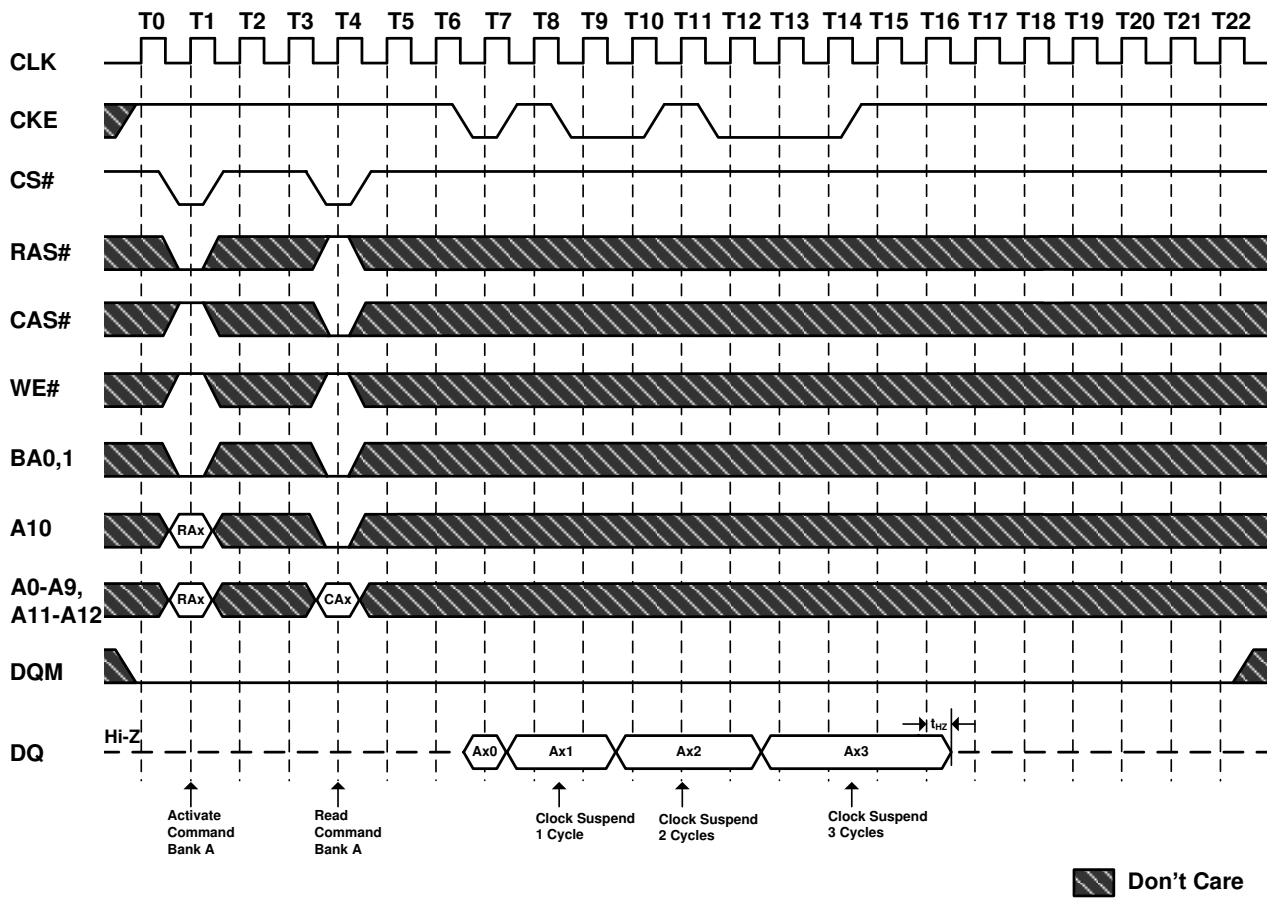 T0 T1 T2 T3 T4 T5 T6 T7 T8 T9 T10 T11 T12 T13 T14 T15 T16 T17 T18 T19 T20 T21 T22
CLK
CKE
CS#
RAS#
CAS#
WE#
BA0,1
A10
RAx
A0-A9,
A11-A12
RAx
CAx
DQM
Hi-Z
tHZ
DQ
Ax0
Ax1
Ax2
Ax3
Activate
Command
Bank A
Read
Command
Bank A
Clock Suspend
1 Cycle
Clock Suspend
2 Cycles
Clock Suspend
3 Cycles
Don't Care